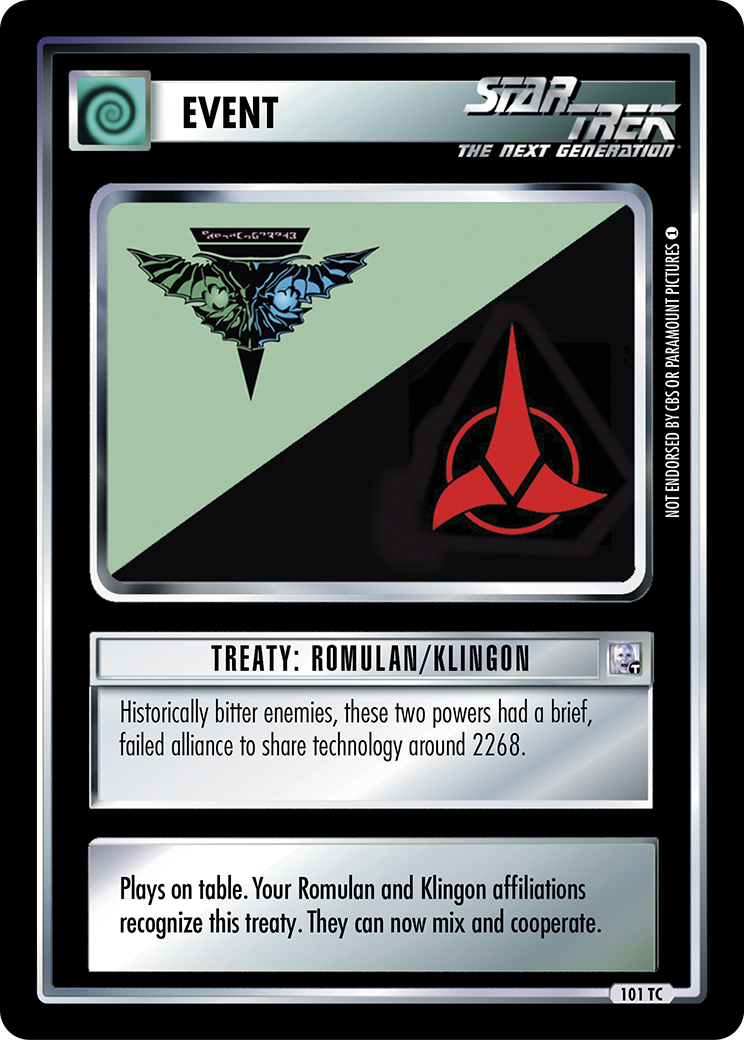 EVENT
STAR TREK
THE NEXT GENERATION
NOT ENDORSED BY CBS OR PARAMOUNT PICTURES 1
TREATY: ROMULAN/KLINGON
T
Historically bitter enemies, these two powers had a brief,
failed alliance to share technology around 2268.
Plays on table. Your Romulan and Klingon affiliations
recognize this treaty. They can now mix and cooperate.
101 TC